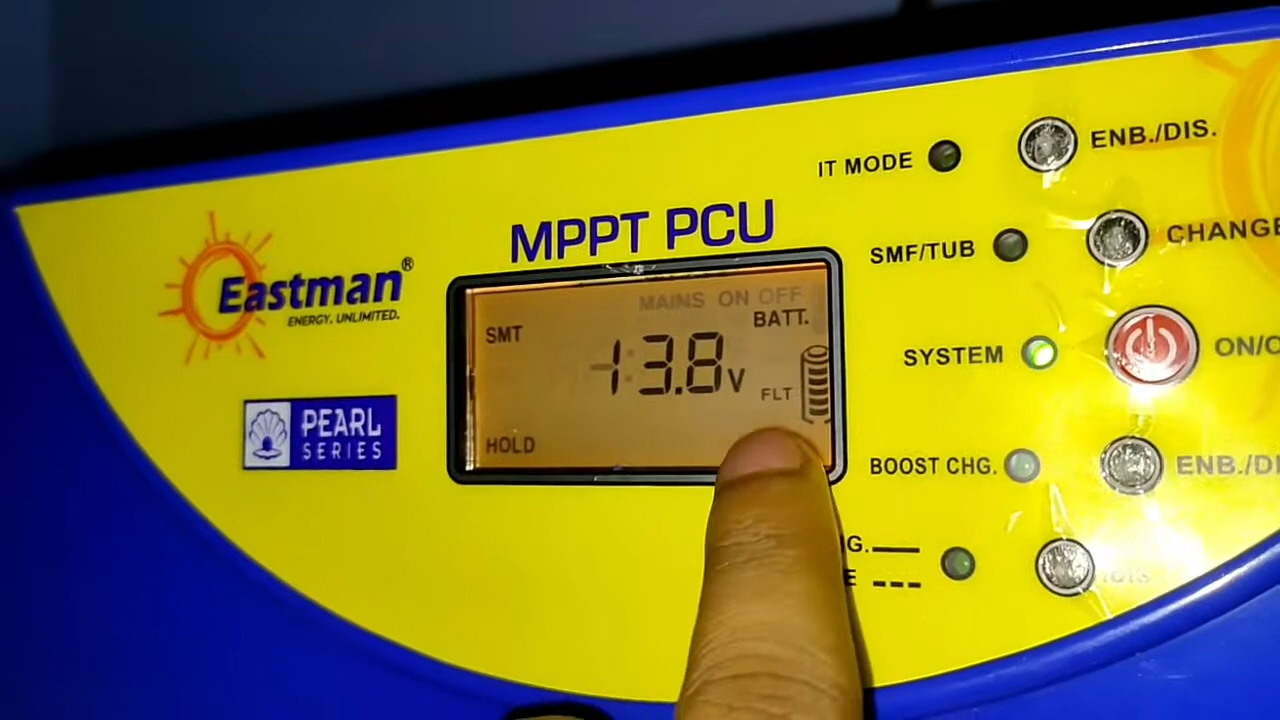 Eastman®
ENERGY. UNLIMITED.
PEARL
SERIES
MPPT PCU
MAINS ON OFF
SMT
BATT.
13.8V
FLT
HOLD
IT MODE
ENB./DIS.
SMF/TUB
CHANGE
SYSTEM
BOOST CHG.